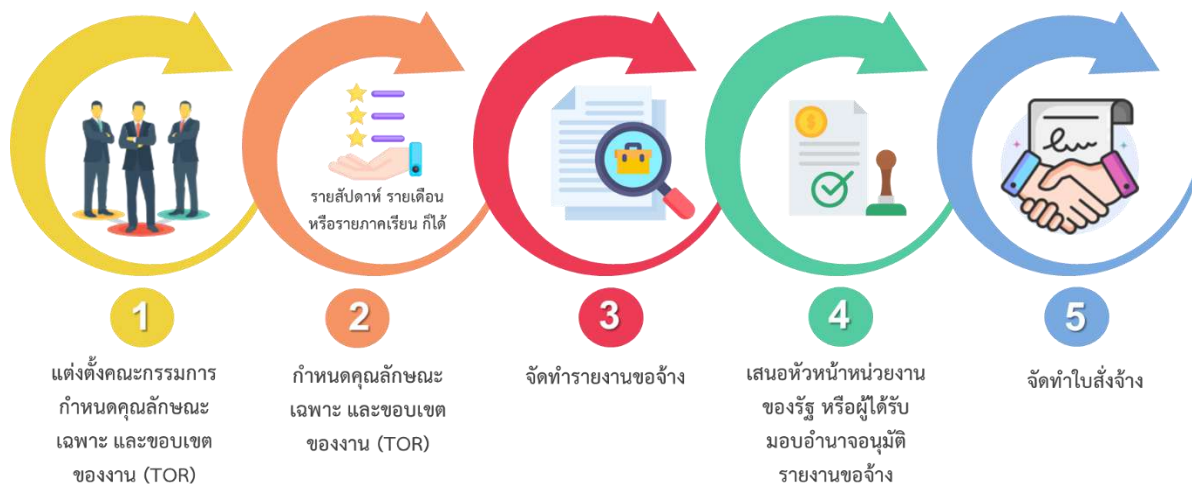 รายสัปดาห์ รายเดือน
หรือรายภาคเรียน ก็ได้
1
แต่งตั้งคณะกรรมการ
กำหนดคุณลักษณะ
เฉพาะ และขอบเขต
ของงาน (TOR)
2
กำหนดคุณลักษณะ
เฉพาะ และขอบเขต
ของงาน (TOR)
3
จัดทำรายงานขอจ้าง
4
เสนอหัวหน้าหน่วยงาน
ของรัฐ หรือผู้ได้รับ
มอบอำนาจอนุมัติ
รายงานขอจ้าง
5
จัดทำใบสั่งจ้าง